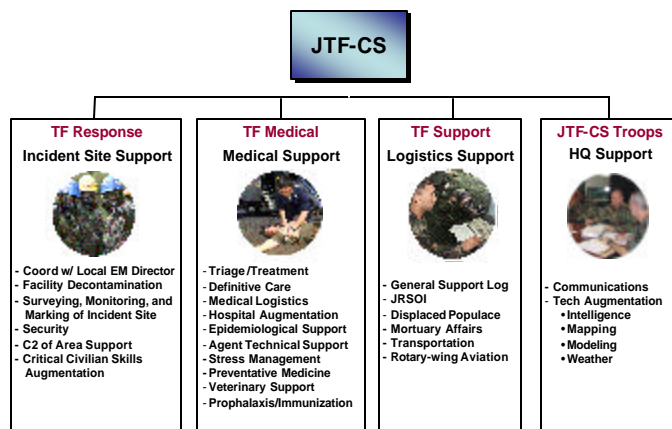 JTF-CS
TF Response
Incident Site Support
- Coord w/ Local EM Director
- Facility Decontamination
- Surveying, Monitoring, and
Marking of Incident Site
- Security
- C2 of Area Support
- Critical Civilian Skills
Augmentation
TF Medical
Medical Support
- Triage/Treatment
- Definitive Care
- Medical Logistics
- Hospital Augmentation
- Epidemiological Support
- Agent Technical Support
- Stress Management
- Preventative Medicine
- Veterinary Support
- Prophalaxis/Immunization
TF Support
Logistics Support
- General Support Log
- JRSOI
- Displaced Populace
- Mortuary Affairs
- Transportation
- Rotary-wing Aviation
JTF-CS Troops
HQ Support
- Communications
- Tech Augmentation
• Intelligence
• Mapping
• Modeling
• Weather